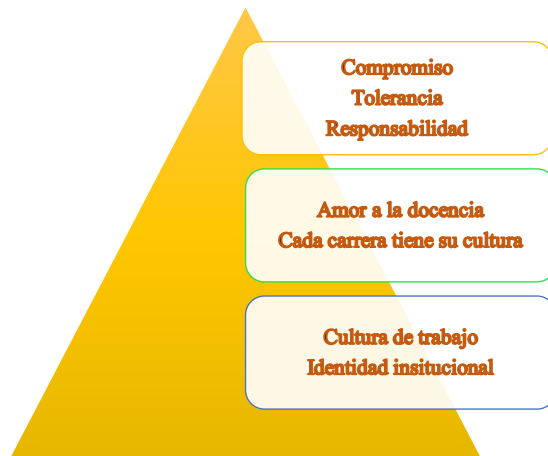 Compromiso
Tolerancia
Responsabilidad
Amor a la docencia
Cada carrera tiene su cultura
Cultura de trabajo
Identidad insitucional